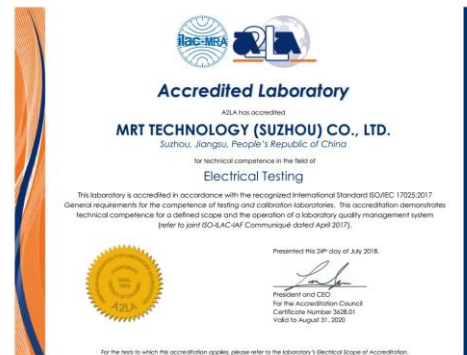 ilac-MRA
A2LA
Accredited Laboratory
A2LA has accredited
MRT TECHNOLOGY (SUZHOU) CO., LTD.
Suzhou, Jiangsu, People's Republic of China
for technical competence in the field of
Electrical Testing
This laboratory is accredited in accordance with the recognized International Standard ISO/IEC 17025:2017
General requirements for the competence of testing and calibration laboratories. This accreditation demonstrates
technical competence for a defined scope and the operation of a laboratory quality management system
(refer to joint ISO-ILAC-IAF Communiqué dated April 2017).
Presented this 24th day of July 2018.
President and CEO
For the Accreditation Council
Certificate Number 3628.01
Valid to August 31, 2020
SEAL
1978
A2LA
For the tests to which this accreditation applies, please refer to the laboratory's Electrical Scope of Accreditation.